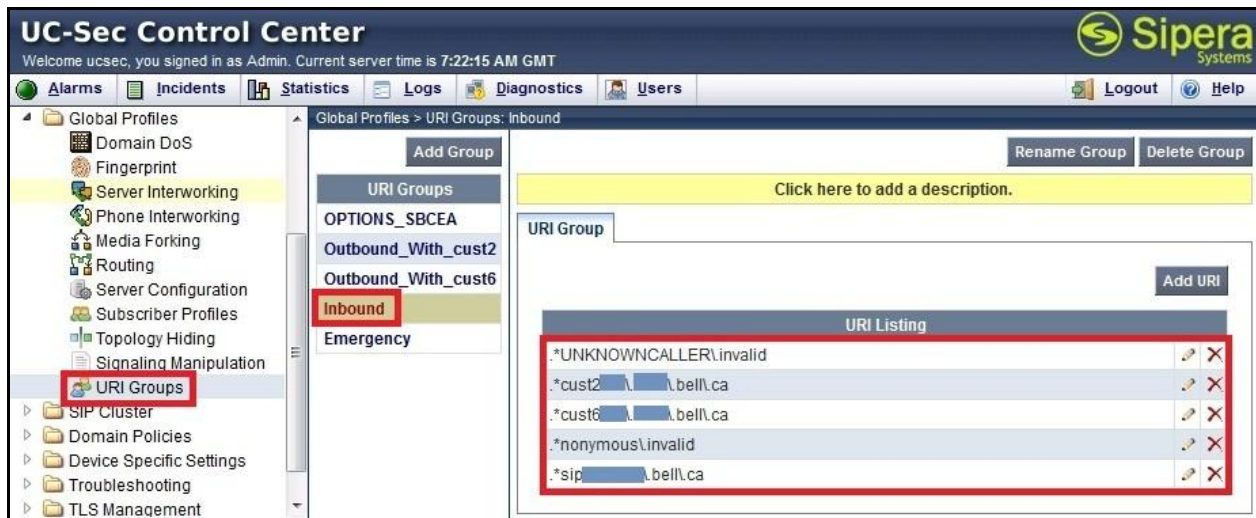 UC-Sec Control Center
Sipera
Systems
Welcome ucsec, you signed in as Admin. Current server time is 7:22:15 AM GMT
Alarms Incidents Statistics Logs Diagnostics Users Logout Help
Global Profiles
Domain DoS
Fingerprint
Server Interworking
Phone Interworking
Media Forking
Routing
Server Configuration
Subscriber Profiles
Topology Hiding
Signaling Manipulation
URI Groups
SIP Cluster
Domain Policies
Device Specific Settings
Troubleshooting
TLS Management
Global Profiles > URI Groups: Inbound
Add Group
URI Groups
OPTIONS_SBCEA
Outbound_With_cust2
Outbound_With_cust6
Inbound
Emergency
Rename Group Delete Group
Click here to add a description.
URI Group
Add URI
URI Listing
.*UNKNOWNCALLER\.invalid
.*cust2 \. \.bell\.ca
.*cust6 \. \.bell\.ca
.*nonymous\.invalid
.*sip \.bell\.ca